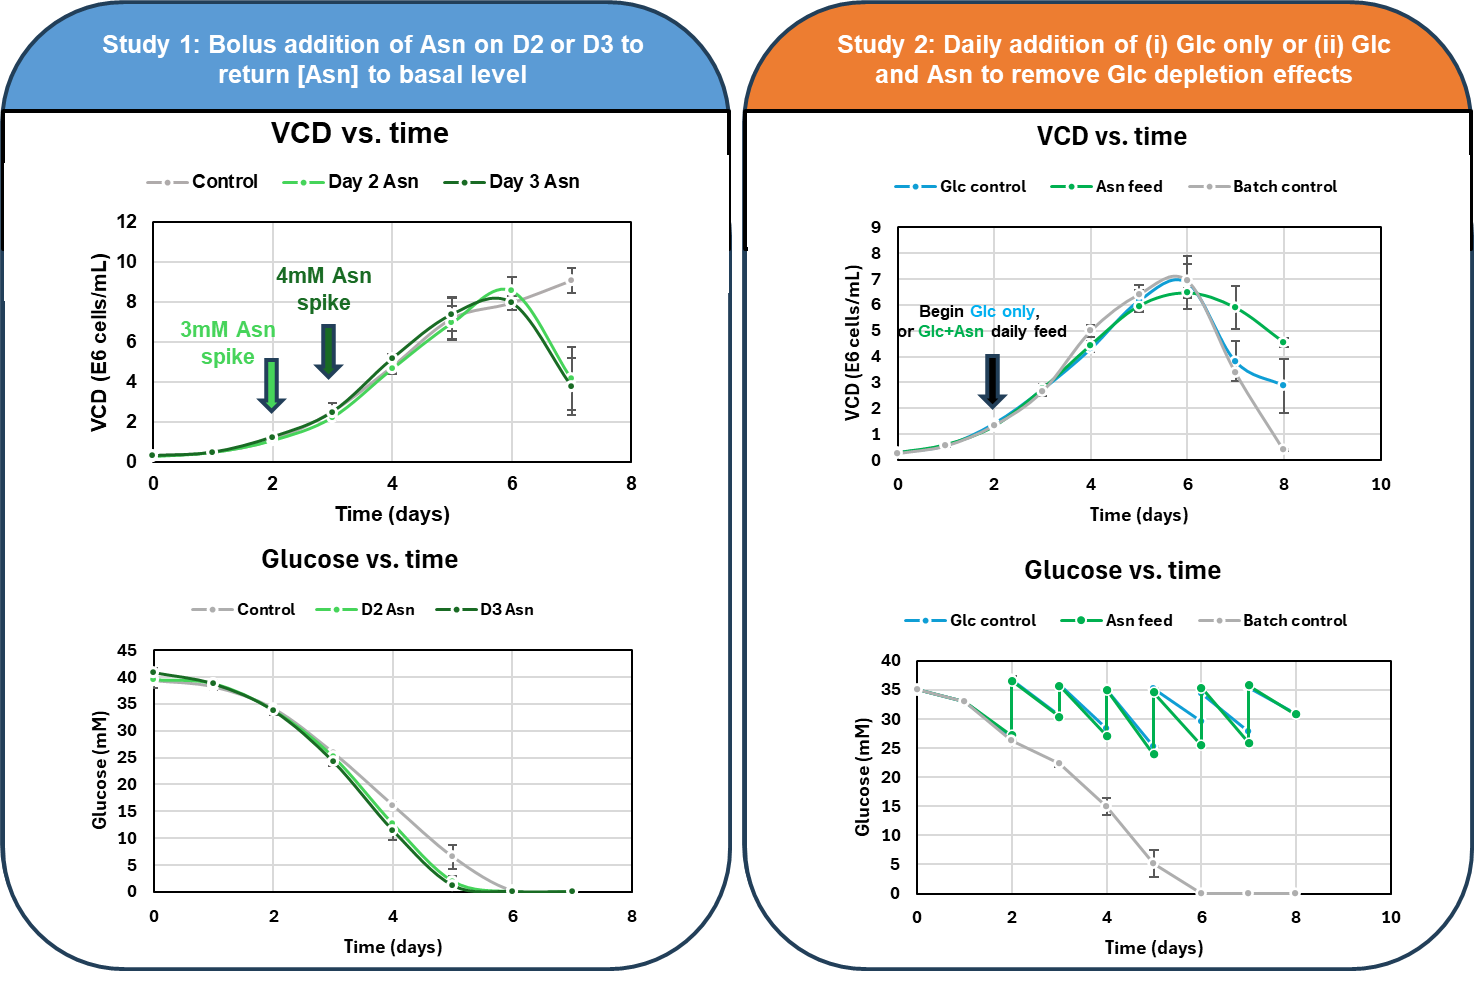 Study 1: Bolus addition of Asn on D2 or D3 to
return [Asn] to basal level
VCD vs. time
Control Day 2 Asn Day 3 Asn
12
10
8
6
4
2
0
VCD (E6 cells/mL)
4mM Asn
spike
3mM Asn
spike
0 2 4 6 8
Time (days)
Glucose vs. time
Control D2 Asn D3 Asn
45
40
35
30
25
20
15
10
5
0
Glucose (mM)
0 2 4 6 8
Time (days)
Study 2: Daily addition of (i) Glc only or (ii) Glc
and Asn to remove Glc depletion effects
VCD vs. time
Glc control Asn feed Batch control
9
8
7
6
5
4
3
2
1
0
VCD (E6 cells/mL)
Begin Glc only,
or Glc+Asn daily feed
0 2 4 6 8 10
Time (days)
Glucose vs. time
Glc control Asn feed Batch control
40
35
30
25
20
15
10
5
0
Glucose (mM)
0 2 4 6 8 10
Time (days)